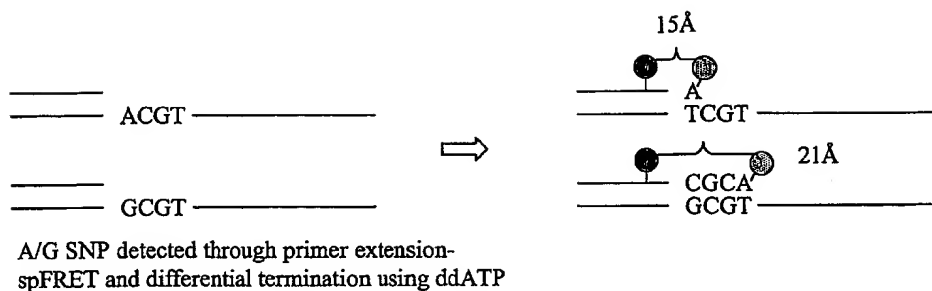 15Å
A
ACGT
TCGT
21Å
CGCA
GCGT
GCGT
A/G SNP detected through primer extension-
spFRET and differential termination using ddATP